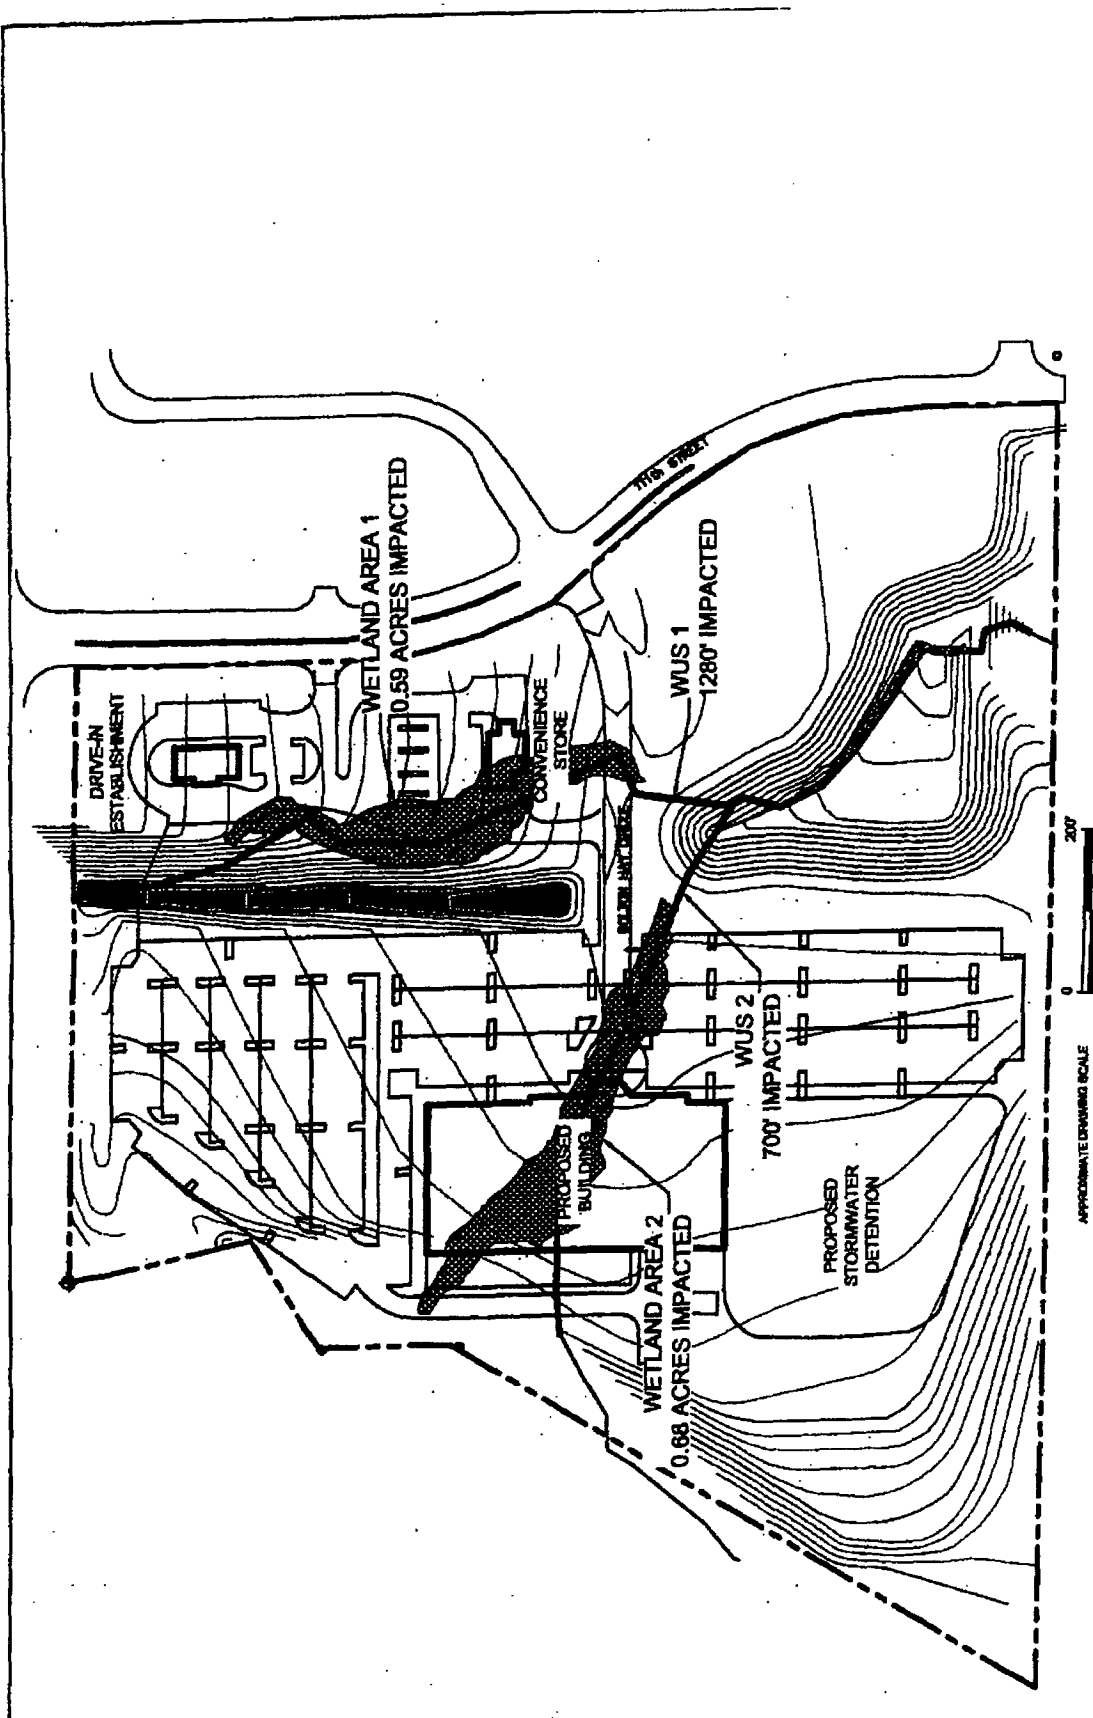 DRIVE-IN
ESTABLISHMENT
WETLAND AREA 1
0.59 ACRES IMPACTED
CONVENIENCE
STORE
STREET
WUS 1
1280' IMPACTED
WUS 2
700' IMPACTED
PROPOSED
BUILDING
WETLAND AREA 2
0.68 ACRES IMPACTED
PROPOSED
STORMWATER
DETENTION
0
200'
APPROXIMATE DRAWING SCALE